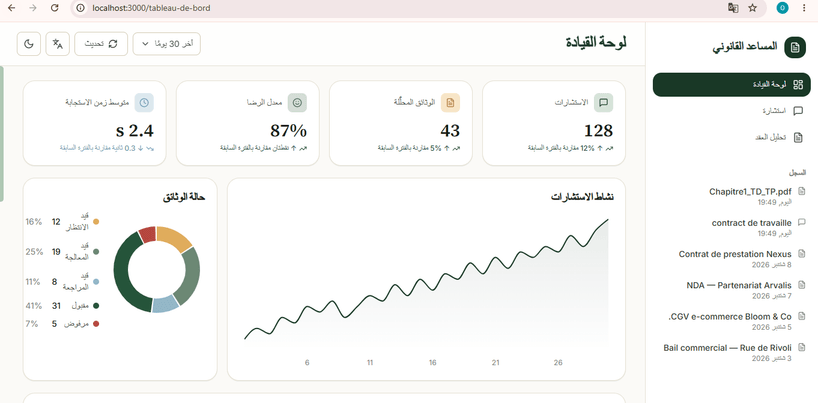 localhost:3000/tableau-de-bord
O
المساعد القانوني
لوحة القيادة
استشارة
تحليل العقد
السجل
Chapitre1_TD_TP.pdf
اليوم, 19:49
contract de travaille
اليوم, 19:49
Contrat de prestation Nexus
8 شتنبر 2026
NDA — Partenariat Arvalis
7 شتنبر 2026
.CGV e-commerce Bloom & Co
5 شتنبر 2026
Bail commercial — Rue de Rivoli
3 شتنبر 2026
لوحة القيادة
آخر 30 يومًا
تحديث
الاستشارات
128
↑ 12% مقارنة بالفترة السابقة
الوثائق المحلَّلة
43
↑ 5% مقارنة بالفترة السابقة
معدل الرضا
87%
↑ نقطتان مقارنة بالفترة السابقة
متوسط زمن الاستجابة
2.4 s
↓ 0.3 ثانية مقارنة بالفترة السابقة
نشاط الاستشارات
6 11 16 21 26
حالة الوثائق
قيد الانتظار 12 16%
قيد المعالجة 19 25%
قيد المراجعة 8 11%
مقبول 31 41%
مرفوض 5 7%